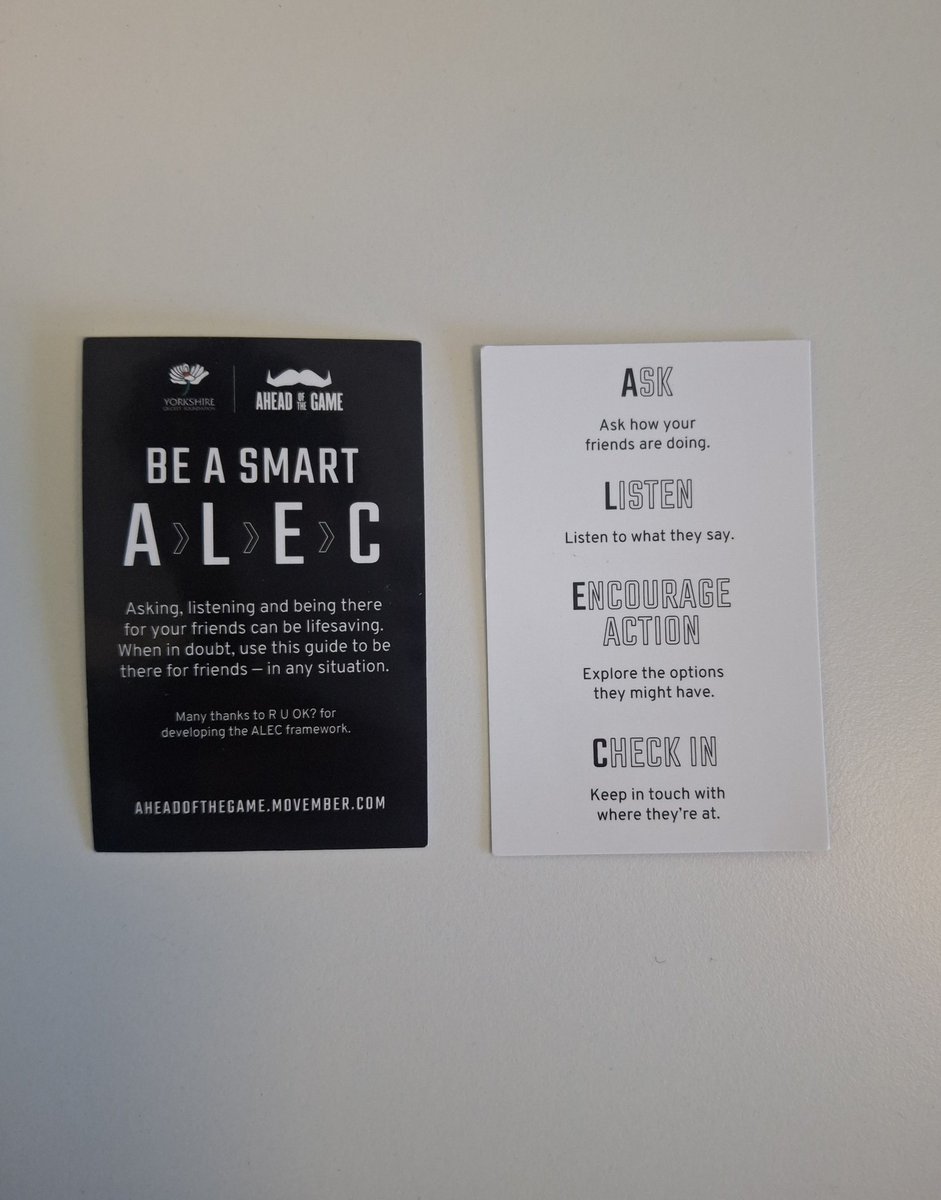 YORKSHIRE
CRICKET FOUNDATION
AHEAD OF THE GAME
BE A SMART
A > L > E > C
Asking, listening and being there
for your friends can be lifesaving.
When in doubt, use this guide to be
there for friends – in any situation.
Many thanks to R U OK? for
developing the ALEC framework.
AHEADOFTHEGAME.MOVEMBER.COM
ASK
Ask how your
friends are doing.
LISTEN
Listen to what they say.
ENCOURAGE
ACTION
Explore the options
they might have.
CHECK IN
Keep in touch with
where they're at.